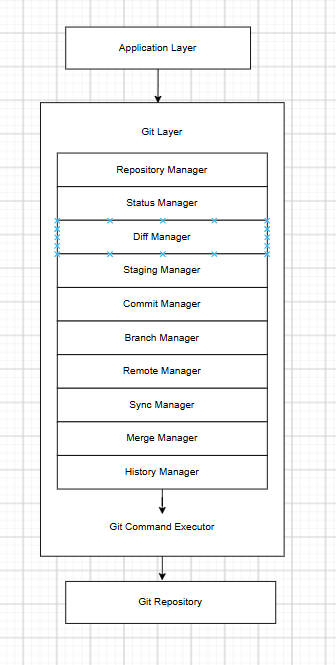 Application Layer
Git Layer
Repository Manager
Status Manager
Diff Manager
Staging Manager
Commit Manager
Branch Manager
Remote Manager
Sync Manager
Merge Manager
History Manager
Git Command Executor
Git Repository